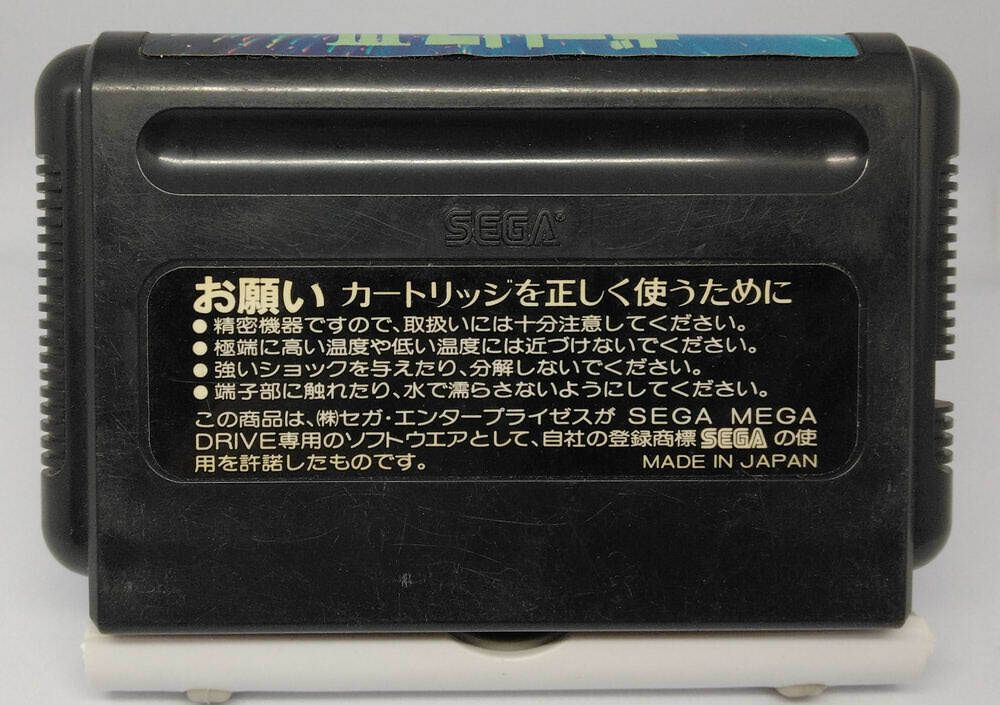 SEGA
お願い カートリッジを正しく使うために
●精密機器ですので、取扱いには十分注意してください。
●極端に高い温度や低い温度には近づけないでください。
●強いショックを与えたり、分解しないでください。
●端子部に触れたり、水で濡らさないようにしてください。
この商品は、㈱セガ・エンタープライゼスが SEGA MEGA
DRIVE専用のソフトウエアとして、自社の登録商標 SEGA の使
用を許諾したものです。 MADE IN JAPAN